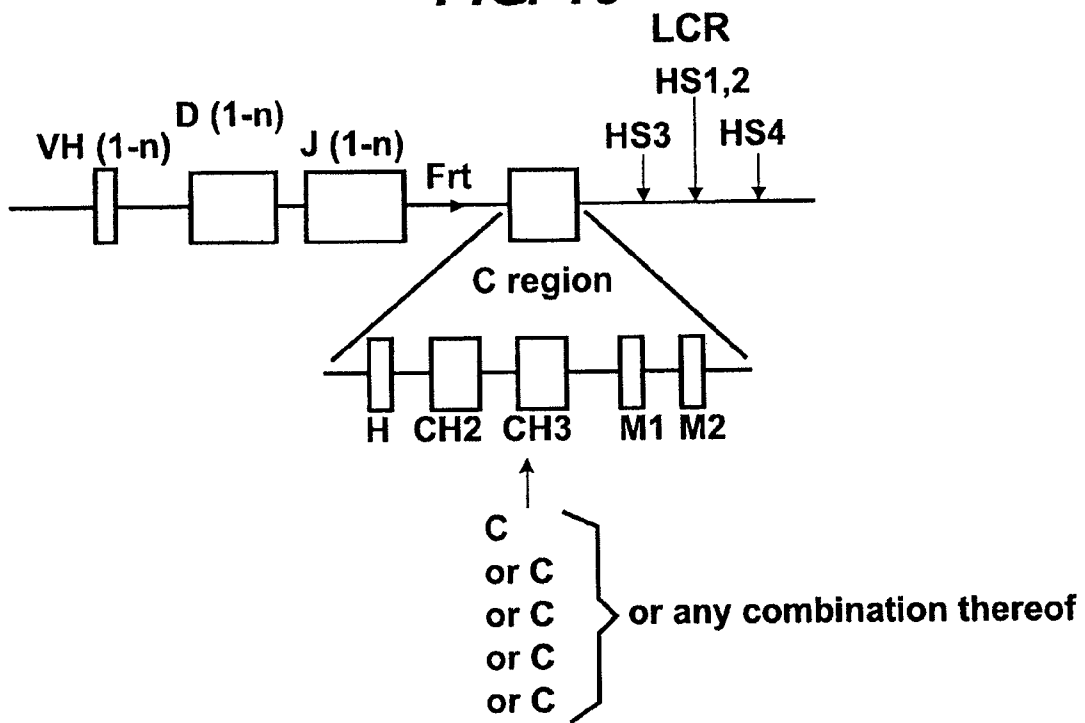 LCR
HS1,2
D (1-n)
HS3
HS4
VH (1-n)
J (1-n)
Frt
C region
H CH2 CH3 M1 M2
C
or C
or C
or any combination thereof
or C
or C